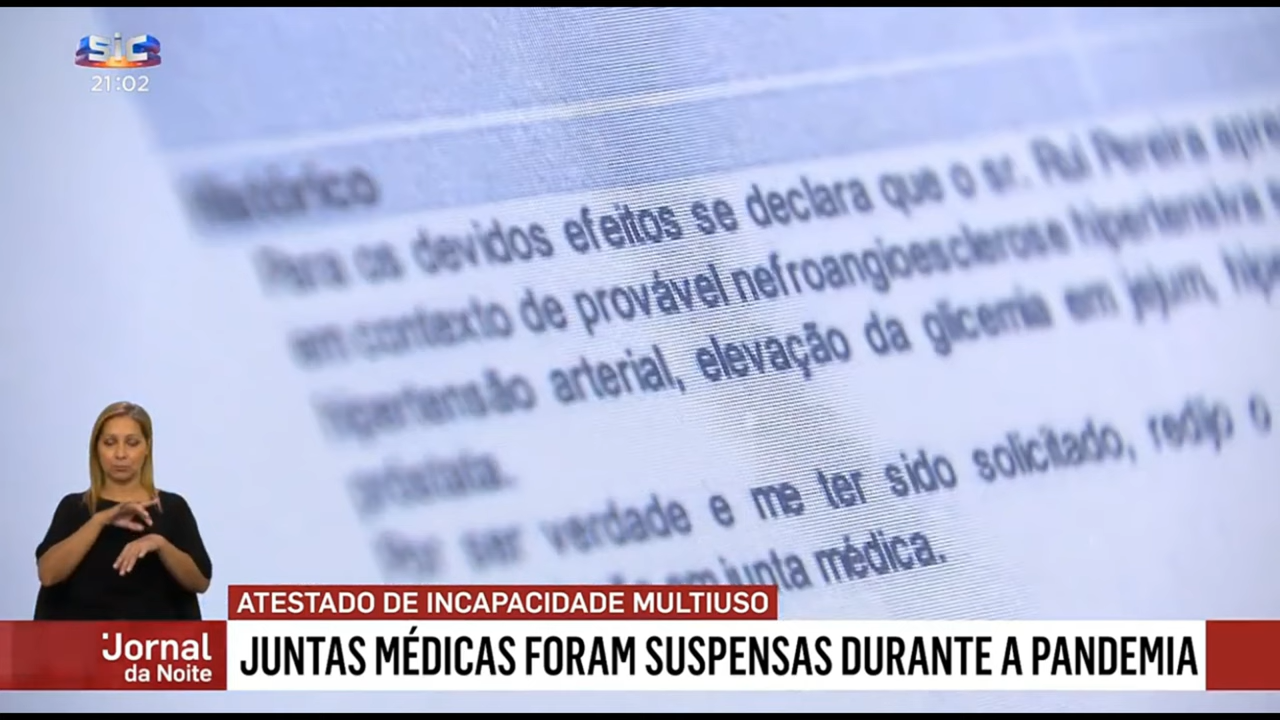 SIC
21:02
Histórico
Para os devidos efeitos se declara que o sr. Rui Pereira
em contexto de provável nefroangioesclerose hipertensiva
hipertensão arterial, elevação da glicemia em jejum,
próstata.
Por ser verdade e me ter sido solicitado, redijo o
em junta médica.
ATESTADO DE INCAPACIDADE MULTIUSO
Jornal
da Noite
JUNTAS MÉDICAS FORAM SUSPENSAS DURANTE A PANDEMIA